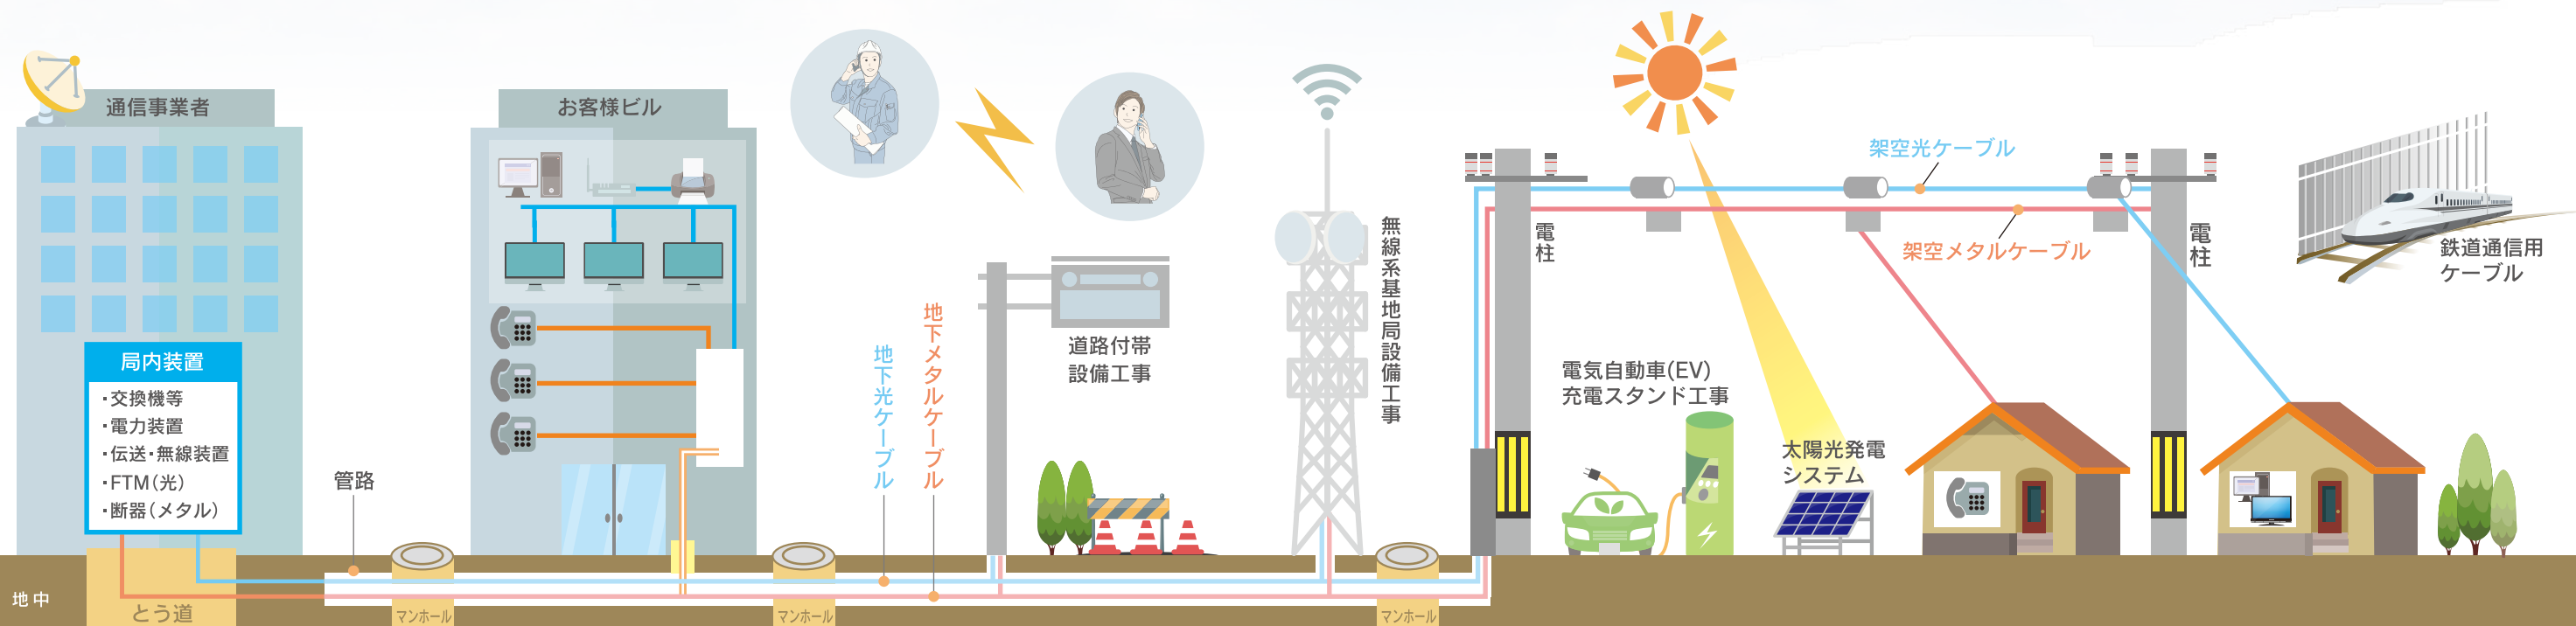 通信事業者
局内装置
・交換機等
・電力装置
・伝送・無線装置
・FTM（光）
・断器（メタル）
地中
とう道
管路
マンホール
お客様ビル
マンホール
地下光ケーブル
地下メタルケーブル
道路付帯
設備工事
無線系基地局設備工事
マンホール
電柱
電気自動車(EV)
充電スタンド工事
太陽光発電
システム
架空光ケーブル
架空メタルケーブル
電柱
鉄道通信用
ケーブル